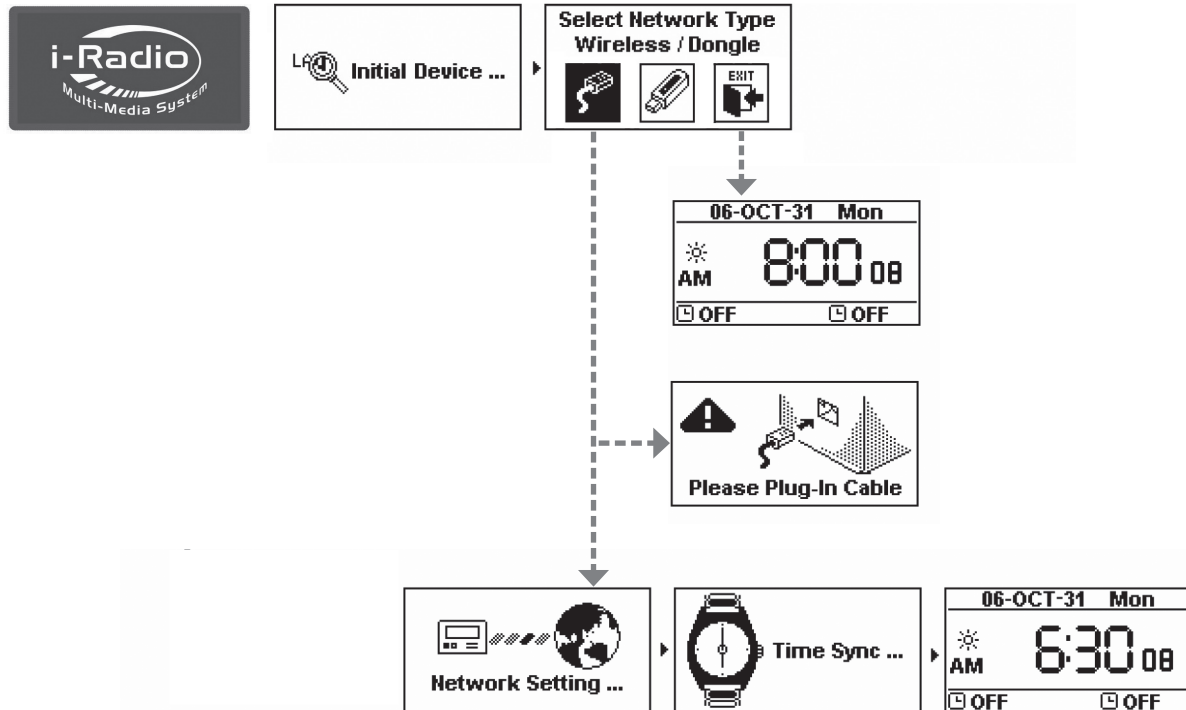 i-Radio
Multi-Media System
LA
Initial Device ...
Select Network Type
Wireless / Dongle
EXIT
06-OCT-31 Mon
AM 8:00 08
OFF OFF
Please Plug-In Cable
Network Setting ...
Time Sync ...
06-OCT-31 Mon
AM 6:30 08
OFF OFF